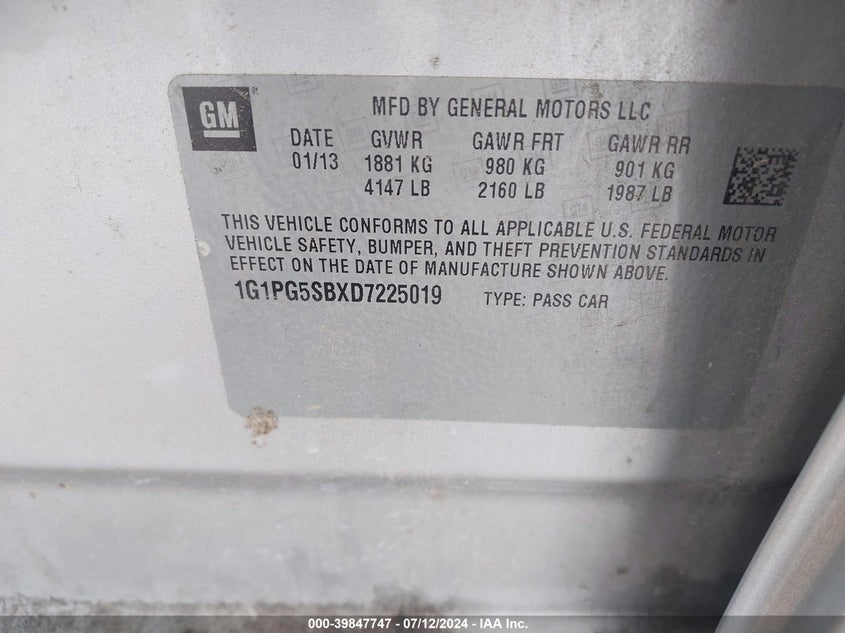 GM
MFD BY GENERAL MOTORS LLC
DATE GVWR GAWR FRT GAWR RR
01/13 1881 KG 980 KG 901 KG
4147 LB 2160 LB 1987 LB
THIS VEHICLE CONFORMS TO ALL APPLICABLE U.S. FEDERAL MOTOR
VEHICLE SAFETY, BUMPER, AND THEFT PREVENTION STANDARDS IN
EFFECT ON THE DATE OF MANUFACTURE SHOWN ABOVE.
1G1PG5SBXD7225019 TYPE: PASS CAR
000-39847747 - 07/12/2024 - IAA Inc.